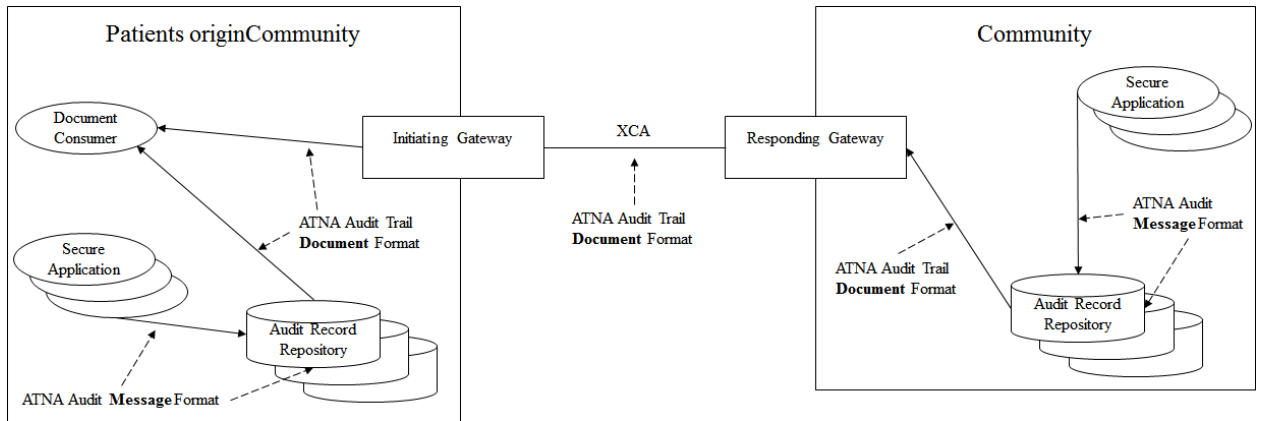 Patients originCommunity
Document
Consumer
Initiating Gateway
ATNA Audit Trail
Document Format
Secure
Application
Audit Record
Repository
ATNA Audit Message Format
XCA
ATNA Audit Trail
Document Format
Community
Secure
Application
Responding Gateway
ATNA Audit
Message Format
ATNA Audit Trail
Document Format
Audit Record
Repository